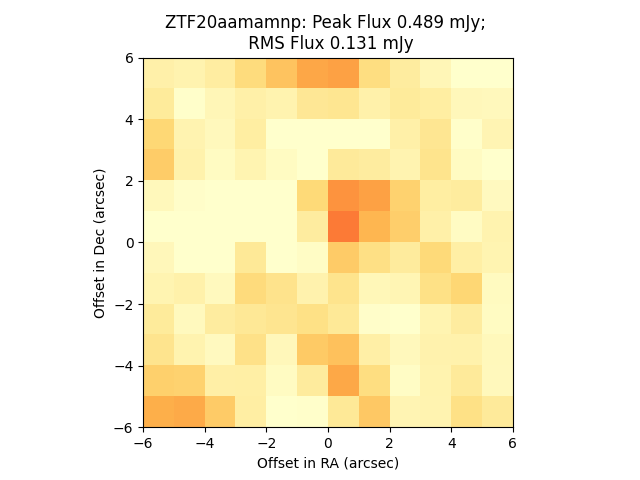 ZTF20aamamnp: Peak Flux 0.489 mJy;
RMS Flux 0.131 mJy
6
4
2
0
−2
−4
−6
Offset in Dec (arcsec)
−6 −4 −2 0 2 4 6
Offset in RA (arcsec)